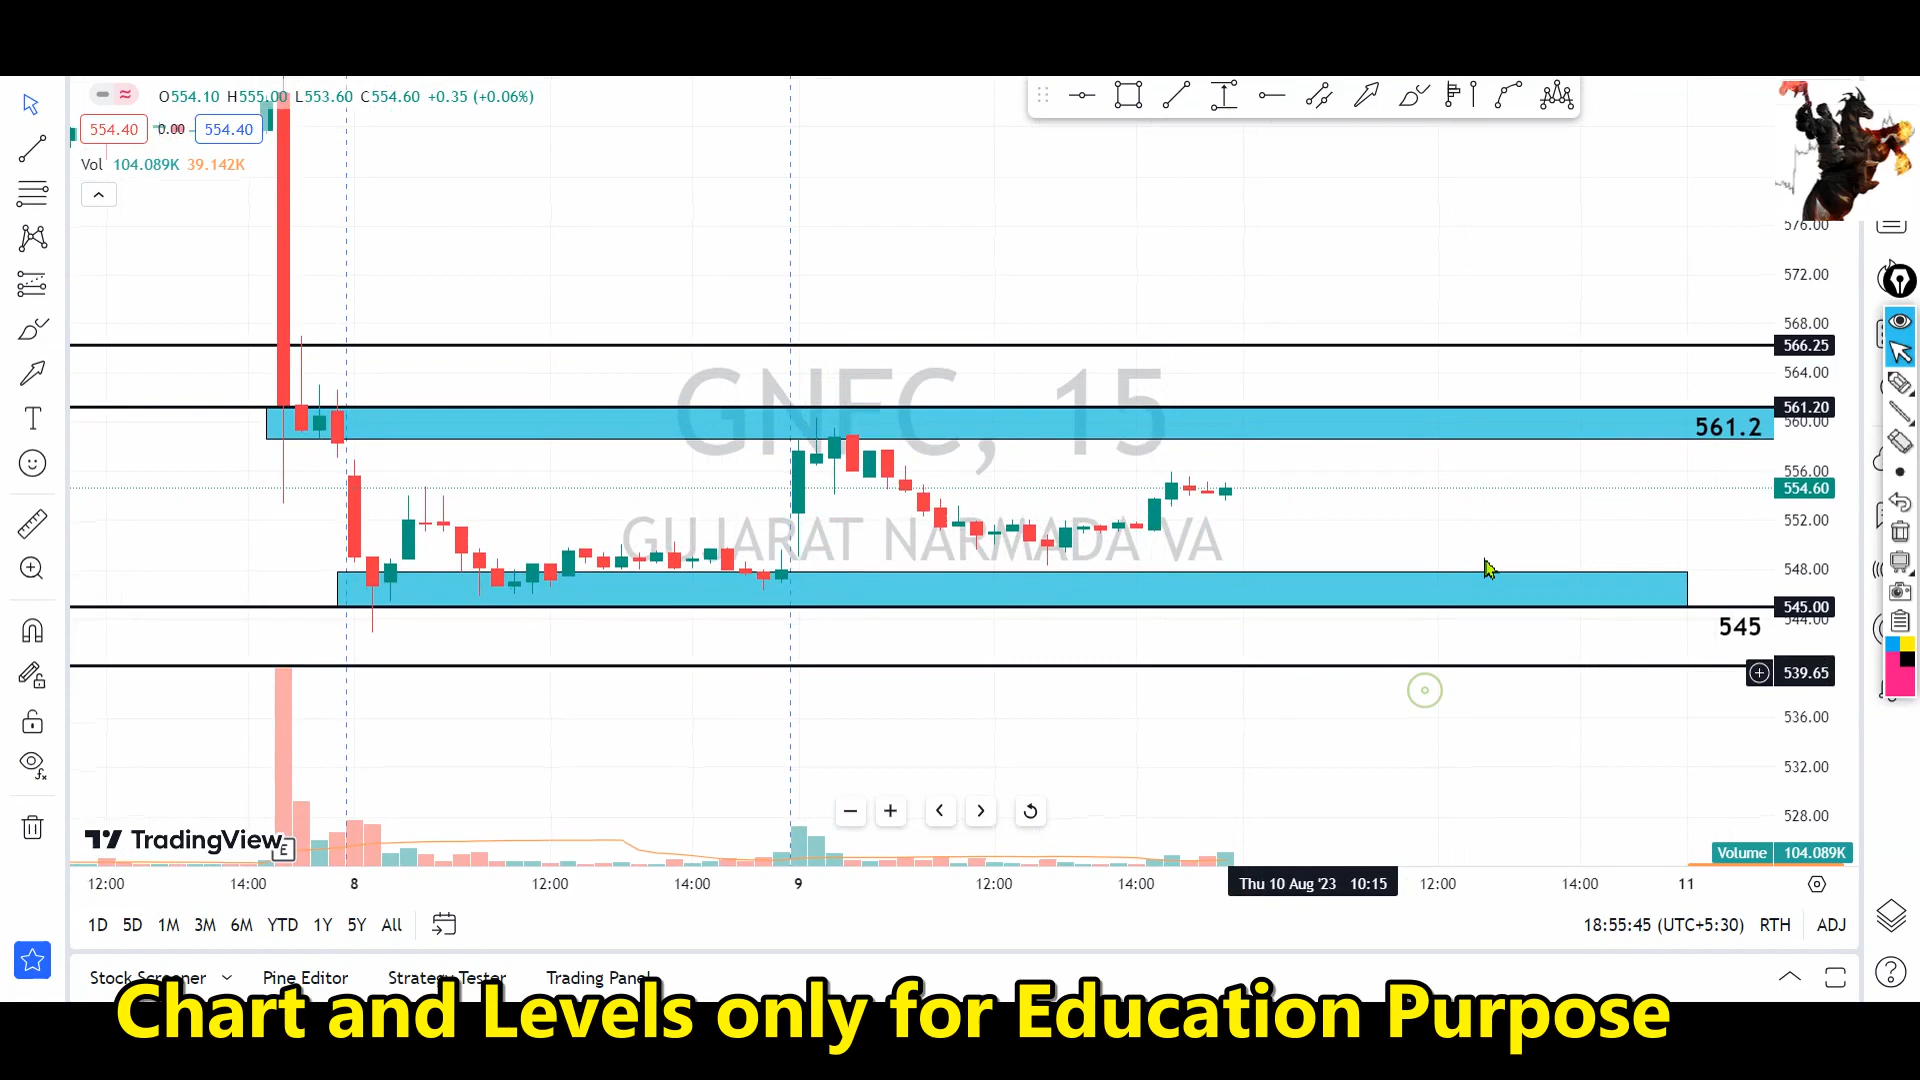 O554.10 H555.00 L553.60 C554.60 +0.35 (+0.06%)
554.40 0.00 554.40
Vol 104.089K 39.142K
576.00
572.00
568.00
566.25
564.00
GNFC, 15
561.20
560.00
561.2
556.00
554.60
552.00
GUJARAT NARMADA VA
548.00
545.00
544.00
545
539.65
536.00
532.00
528.00
TradingView
E
Volume 104.089K
12:00 14:00 8 12:00 14:00 9 12:00 14:00 Thu 10 Aug '23 10:15 12:00 14:00 11
1D 5D 1M 3M 6M YTD 1Y 5Y All 18:55:45 (UTC+5:30) RTH ADJ
Stock Screener Pine Editor Strategy Tester Trading Panel
Chart and Levels only for Education Purpose